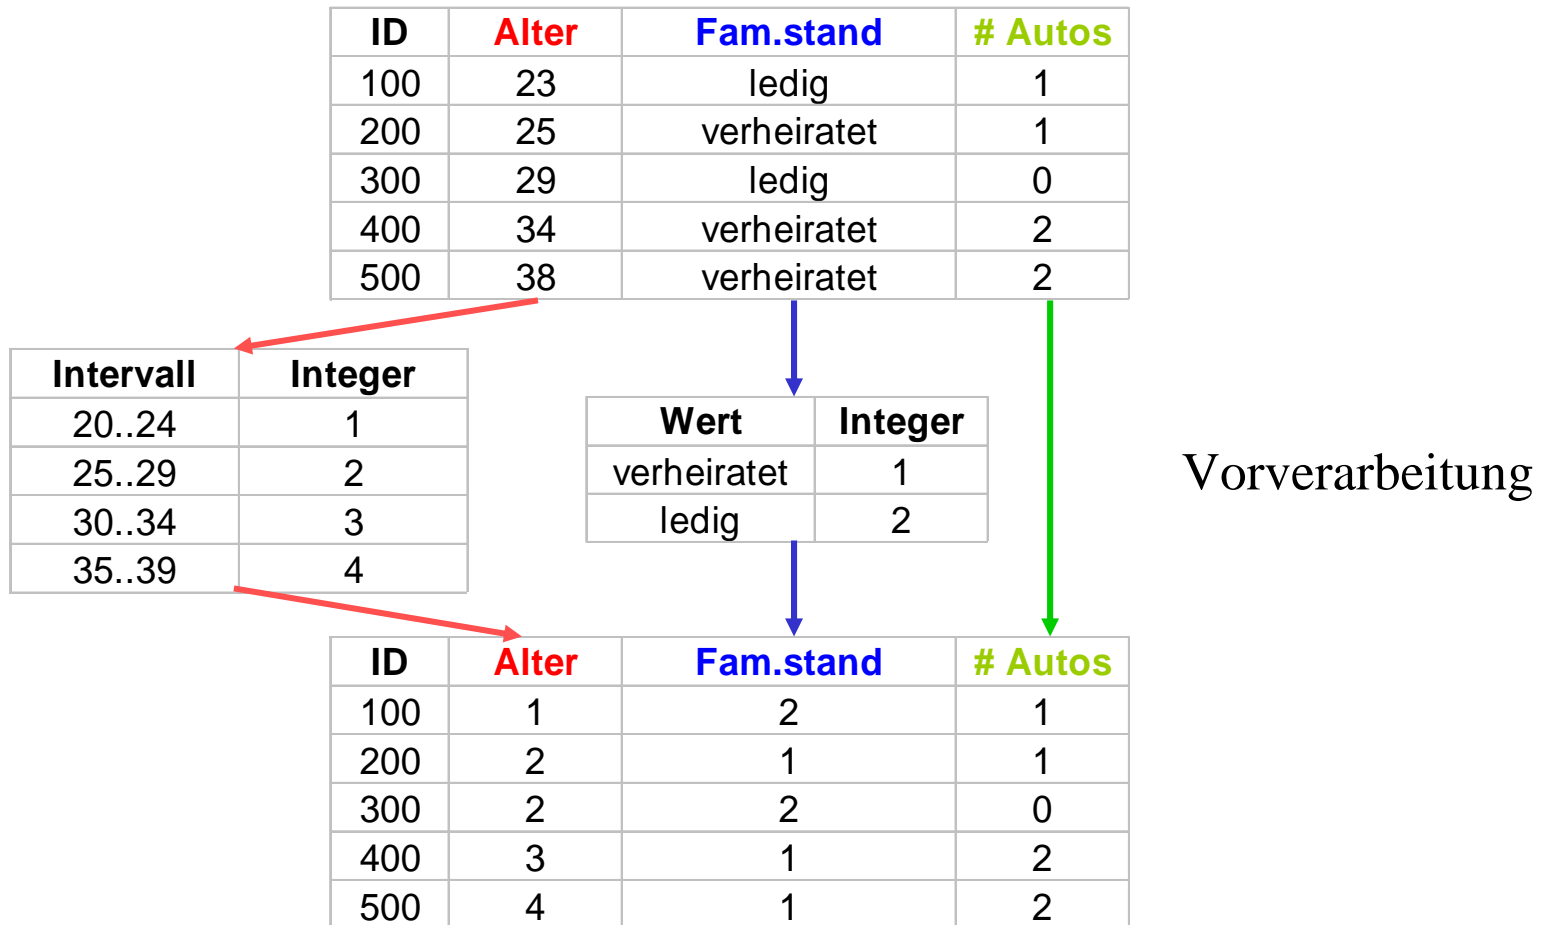 ID Alter Fam.stand # Autos
100 23 ledig 1
200 25 verheiratet 1
300 29 ledig 0
400 34 verheiratet 2
500 38 verheiratet 2
Intervall Integer
20..24 1
25..29 2
30..34 3
35..39 4
Wert Integer
verheiratet 1
ledig 2
Vorverarbeitung
ID Alter Fam.stand # Autos
100 1 2 1
200 2 1 1
300 2 2 0
400 3 1 2
500 4 1 2